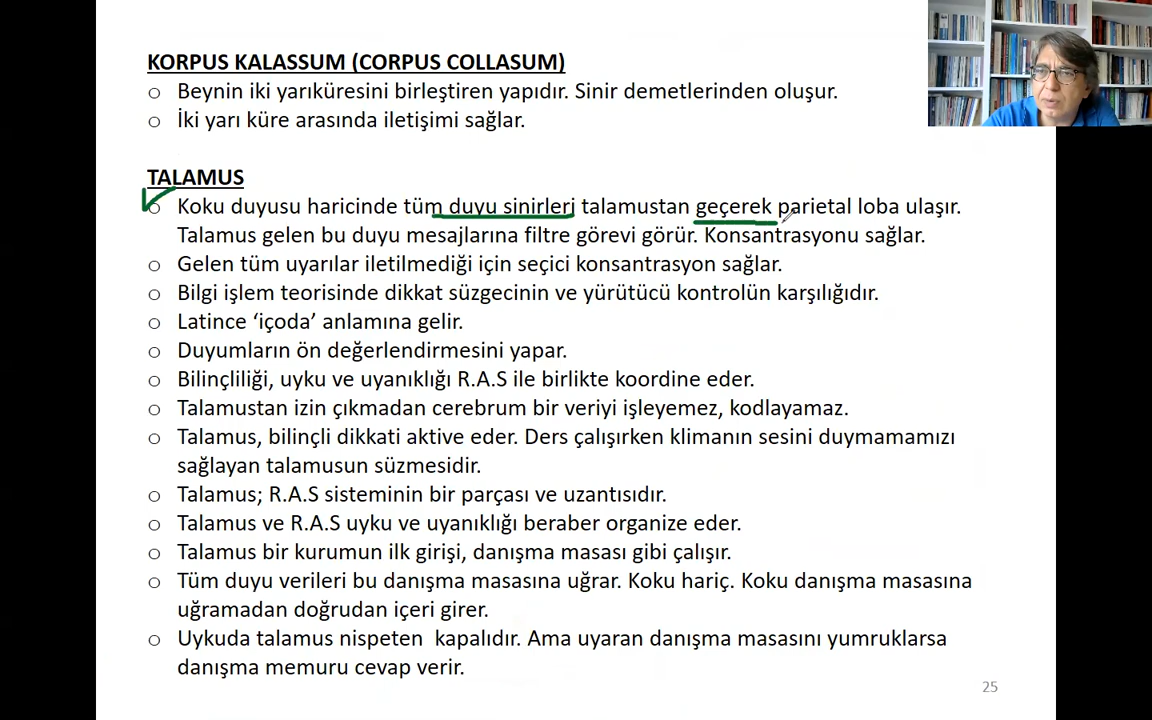 KORPUS KALASSUM (CORPUS COLLASUM)
o Beynin iki yarıküresini birleştiren yapıdır. Sinir demetlerinden oluşur.
o İki yarı küre arasında iletişimi sağlar.
TALAMUS
o Koku duyusu haricinde tüm duyu sinirleri talamustan geçerek parietal loba ulaşır.
Talamus gelen bu duyu mesajlarına filtre görevi görür. Konsantrasyonu sağlar.
o Gelen tüm uyarılar iletilmediği için seçici konsantrasyon sağlar.
o Bilgi işlem teorisinde dikkat süzgecinin ve yürütücü kontrolün karşılığıdır.
o Latince ‘içoda’ anlamına gelir.
o Duyumların ön değerlendirmesini yapar.
o Bilinçliliği, uyku ve uyanıklığı R.A.S ile birlikte koordine eder.
o Talamustan izin çıkmadan cerebrum bir veriyi işleyemez, kodlayamaz.
o Talamus, bilinçli dikkati aktive eder. Ders çalışırken klimanın sesini duymamamızı
sağlayan talamusun süzmesidir.
o Talamus; R.A.S sisteminin bir parçası ve uzantısıdır.
o Talamus ve R.A.S uyku ve uyanıklığı beraber organize eder.
o Talamus bir kurumun ilk girişi, danışma masası gibi çalışır.
o Tüm duyu verileri bu danışma masasına uğrar. Koku hariç. Koku danışma masasına
uğramadan doğrudan içeri girer.
o Uykuda talamus nispeten kapalıdır. Ama uyaran danışma masasını yumruklarsa
danışma memuru cevap verir.
25